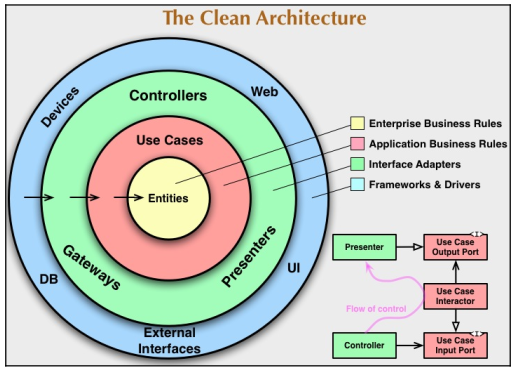 The Clean Architecture
Devices
Web
Controllers
Use Cases
Entities
Gateways
Presenters
DB
UI
External
Interfaces
Enterprise Business Rules
Application Business Rules
Interface Adapters
Frameworks & Drivers
Presenter
Use Case
Output Port
<I>
Flow of control
Use Case
Interactor
Controller
Use Case
Input Port
<I>